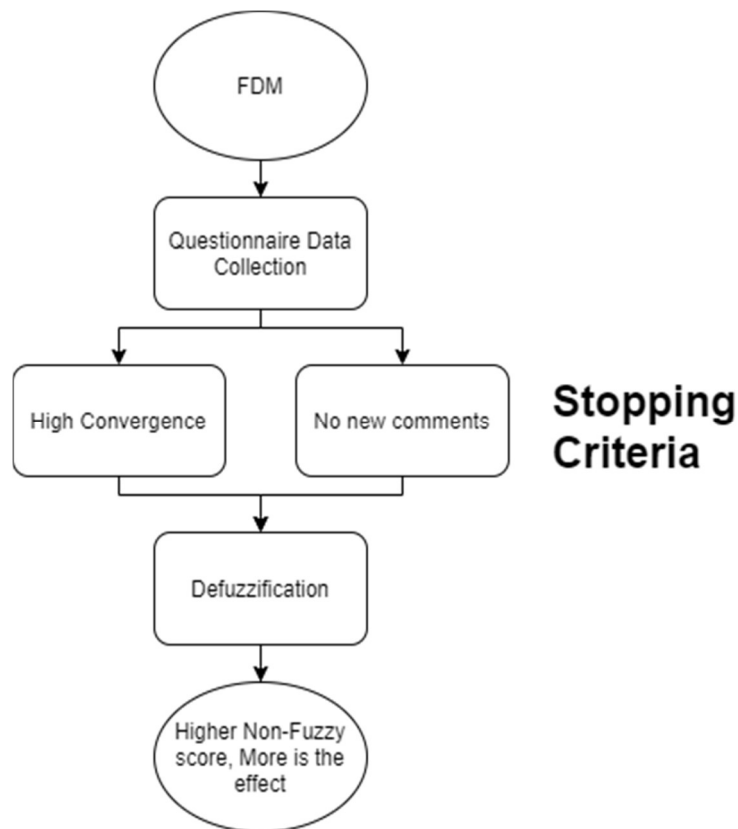 FDM
Questionnaire Data
Collection
High Convergence
No new comments
Stopping
Criteria
Defuzzification
Higher Non-Fuzzy
score, More is the
effect